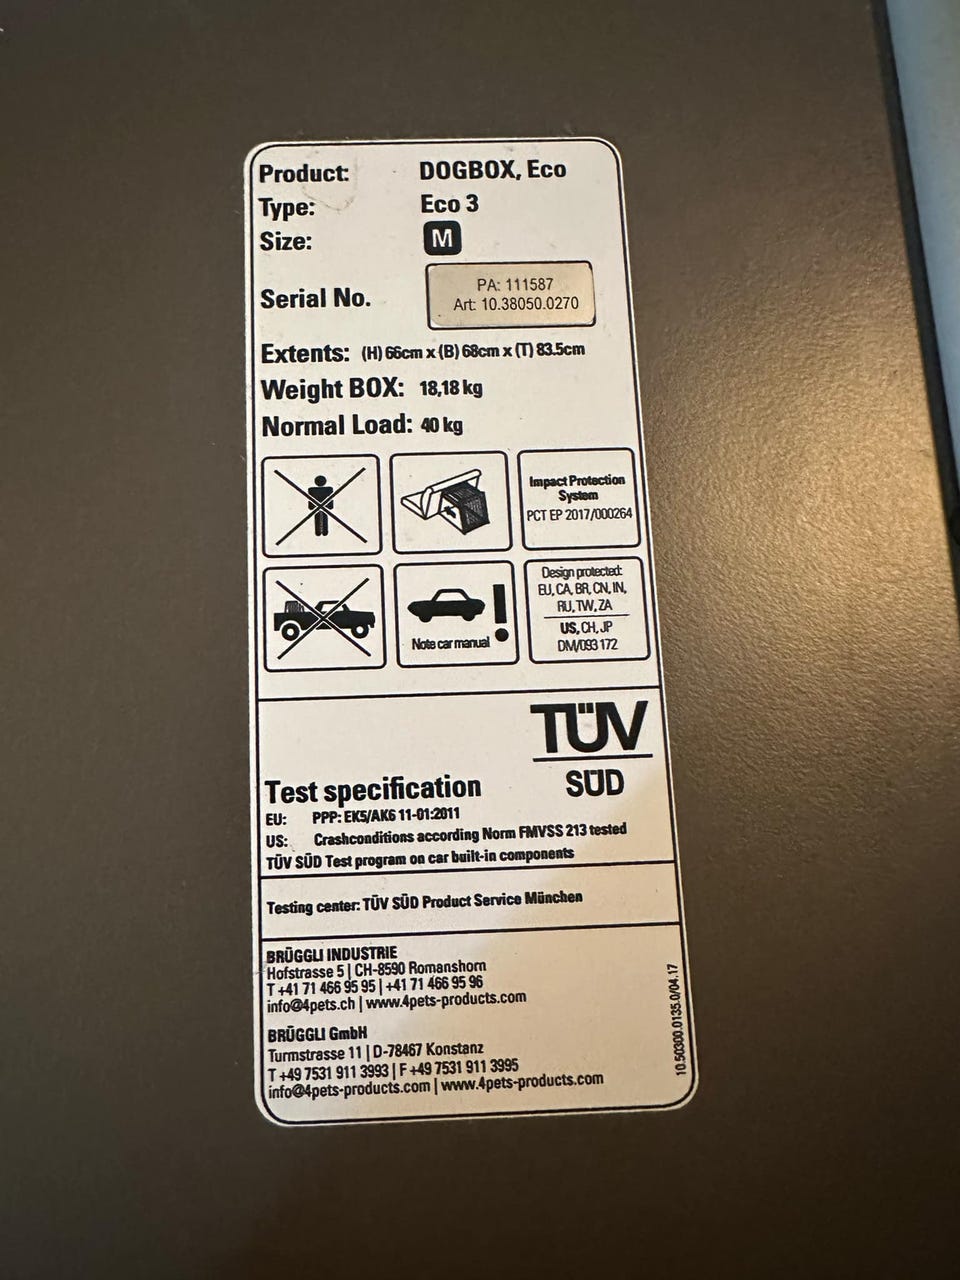 Product: DOGBOX, Eco
Type: Eco 3
Size: M
Serial No. PA: 111587
Art: 10.38050.0270
Extents: (H) 66cm x (B) 68cm x (T) 83.5cm
Weight BOX: 18,18 kg
Normal Load: 40 kg
Impact Protection
System
PCT EP 2017/000264
Note car manual !
Design protected:
EU, CA, BR, CN, IN,
RU, TW, ZA
US, CH, JP
DM/093 172
TÜV
SÜD
Test specification
EU: PPP: EK5/AK6 11-01:2011
US: Crashconditions according Norm FMVSS 213 tested
TÜV SÜD Test program on car built-in components
Testing center: TÜV SÜD Product Service München
BRÜGGLI INDUSTRIE
Hofstrasse 5 | CH-8590 Romanshorn
T +41 71 466 95 95 | +41 71 466 95 96
info@4pets.ch | www.4pets-products.com
BRÜGGLI GmbH
Turmstrasse 11 | D-78467 Konstanz
T +49 7531 911 3993 | F +49 7531 911 3995
info@4pets-products.com | www.4pets-products.com
10.50300.0135.0/04.17